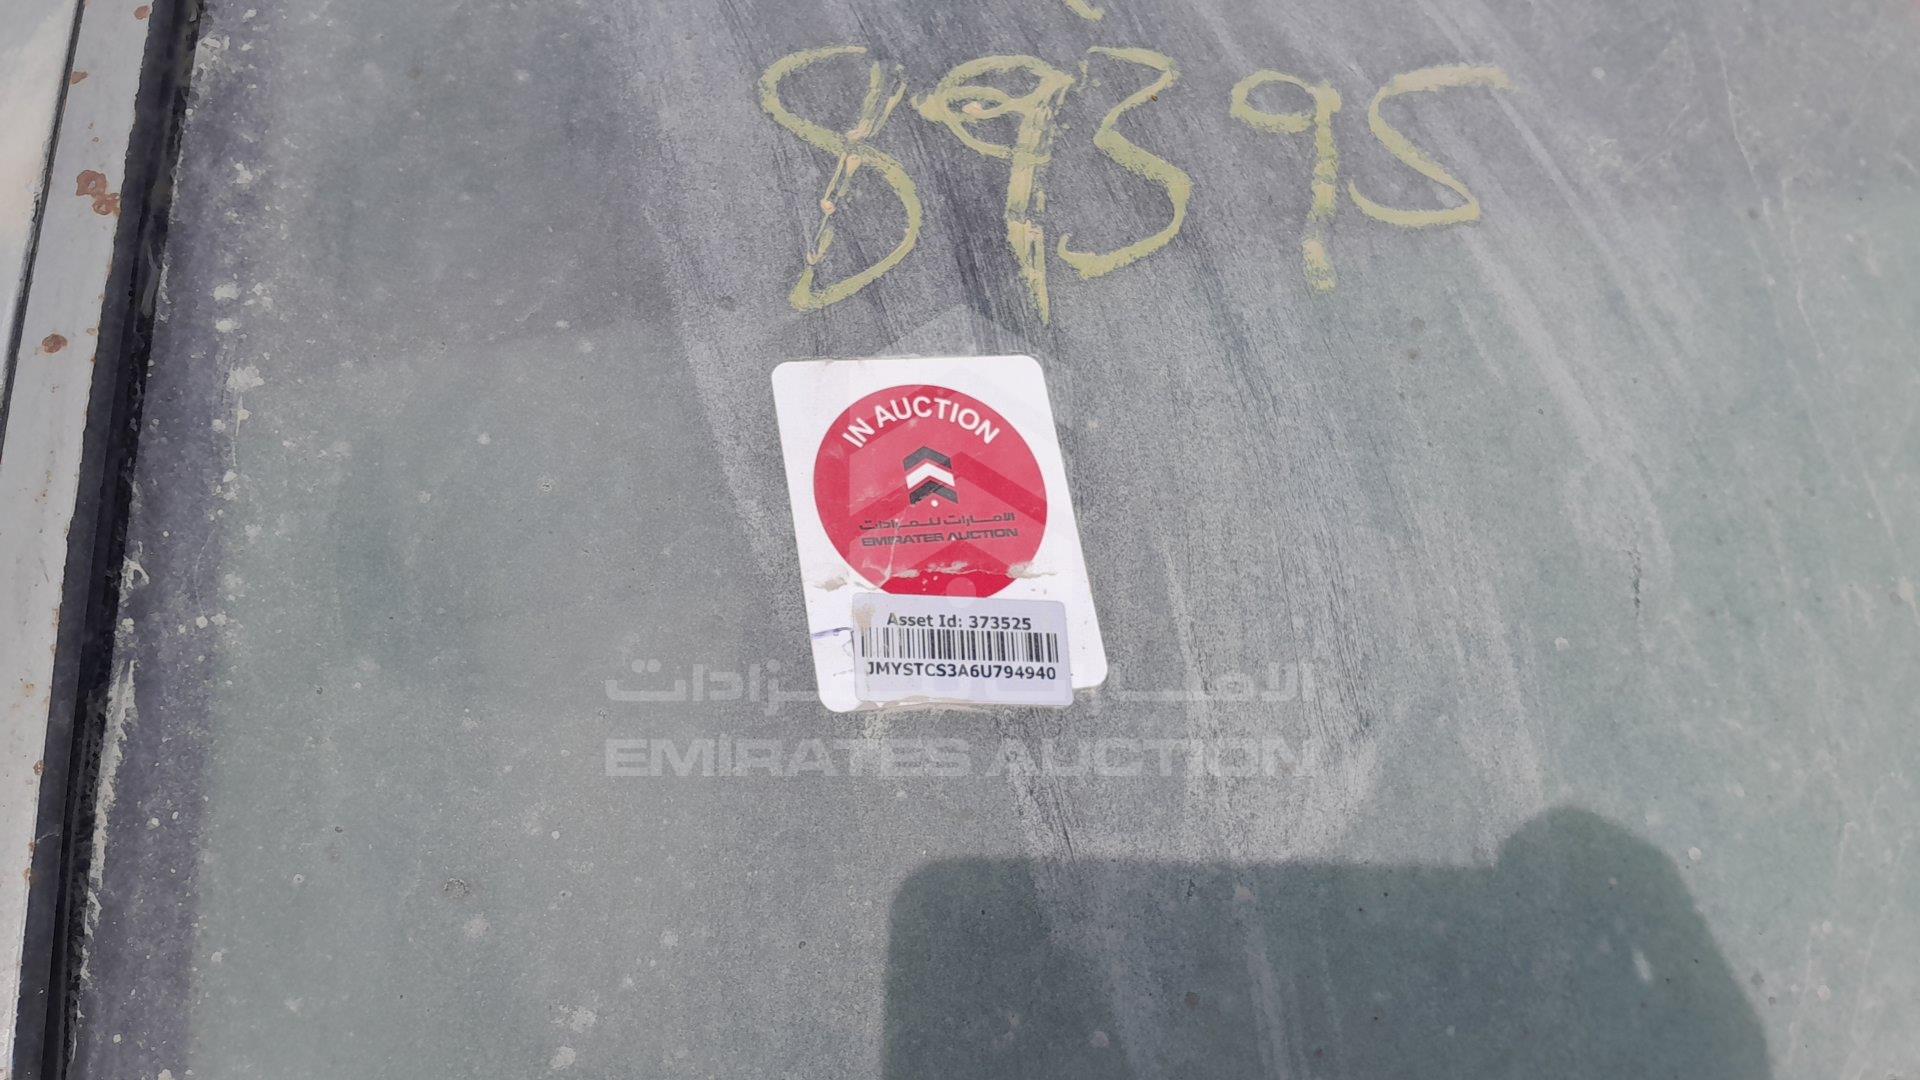 89395
IN AUCTION
الامارات للمزادات
EMIRATES AUCTION
Asset Id: 373525
JMYSTCS3A6U794940
الامارات للمزادات
EMIRATES AUCTION